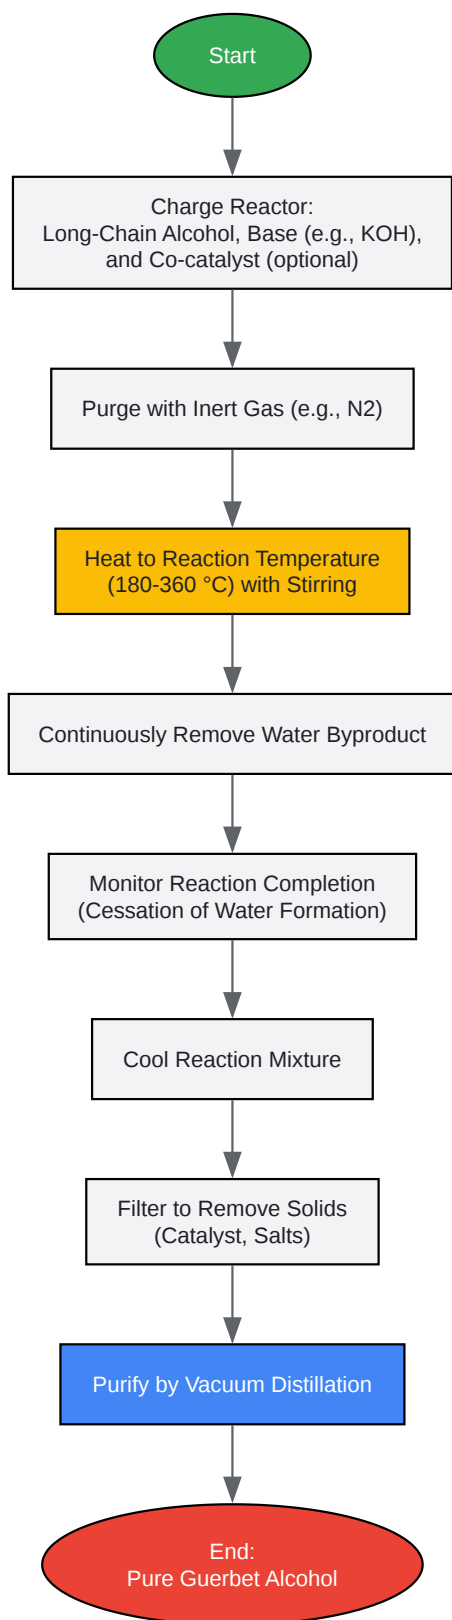 Start
Charge Reactor:
Long-Chain Alcohol, Base (e.g., KOH),
and Co-catalyst (optional)
Purge with Inert Gas (e.g., N2)
Heat to Reaction Temperature
(180-360 °C) with Stirring
Continuously Remove Water Byproduct
Monitor Reaction Completion
(Cessation of Water Formation)
Cool Reaction Mixture
Filter to Remove Solids
(Catalyst, Salts)
Purify by Vacuum Distillation
End:
Pure Guerbet Alcohol